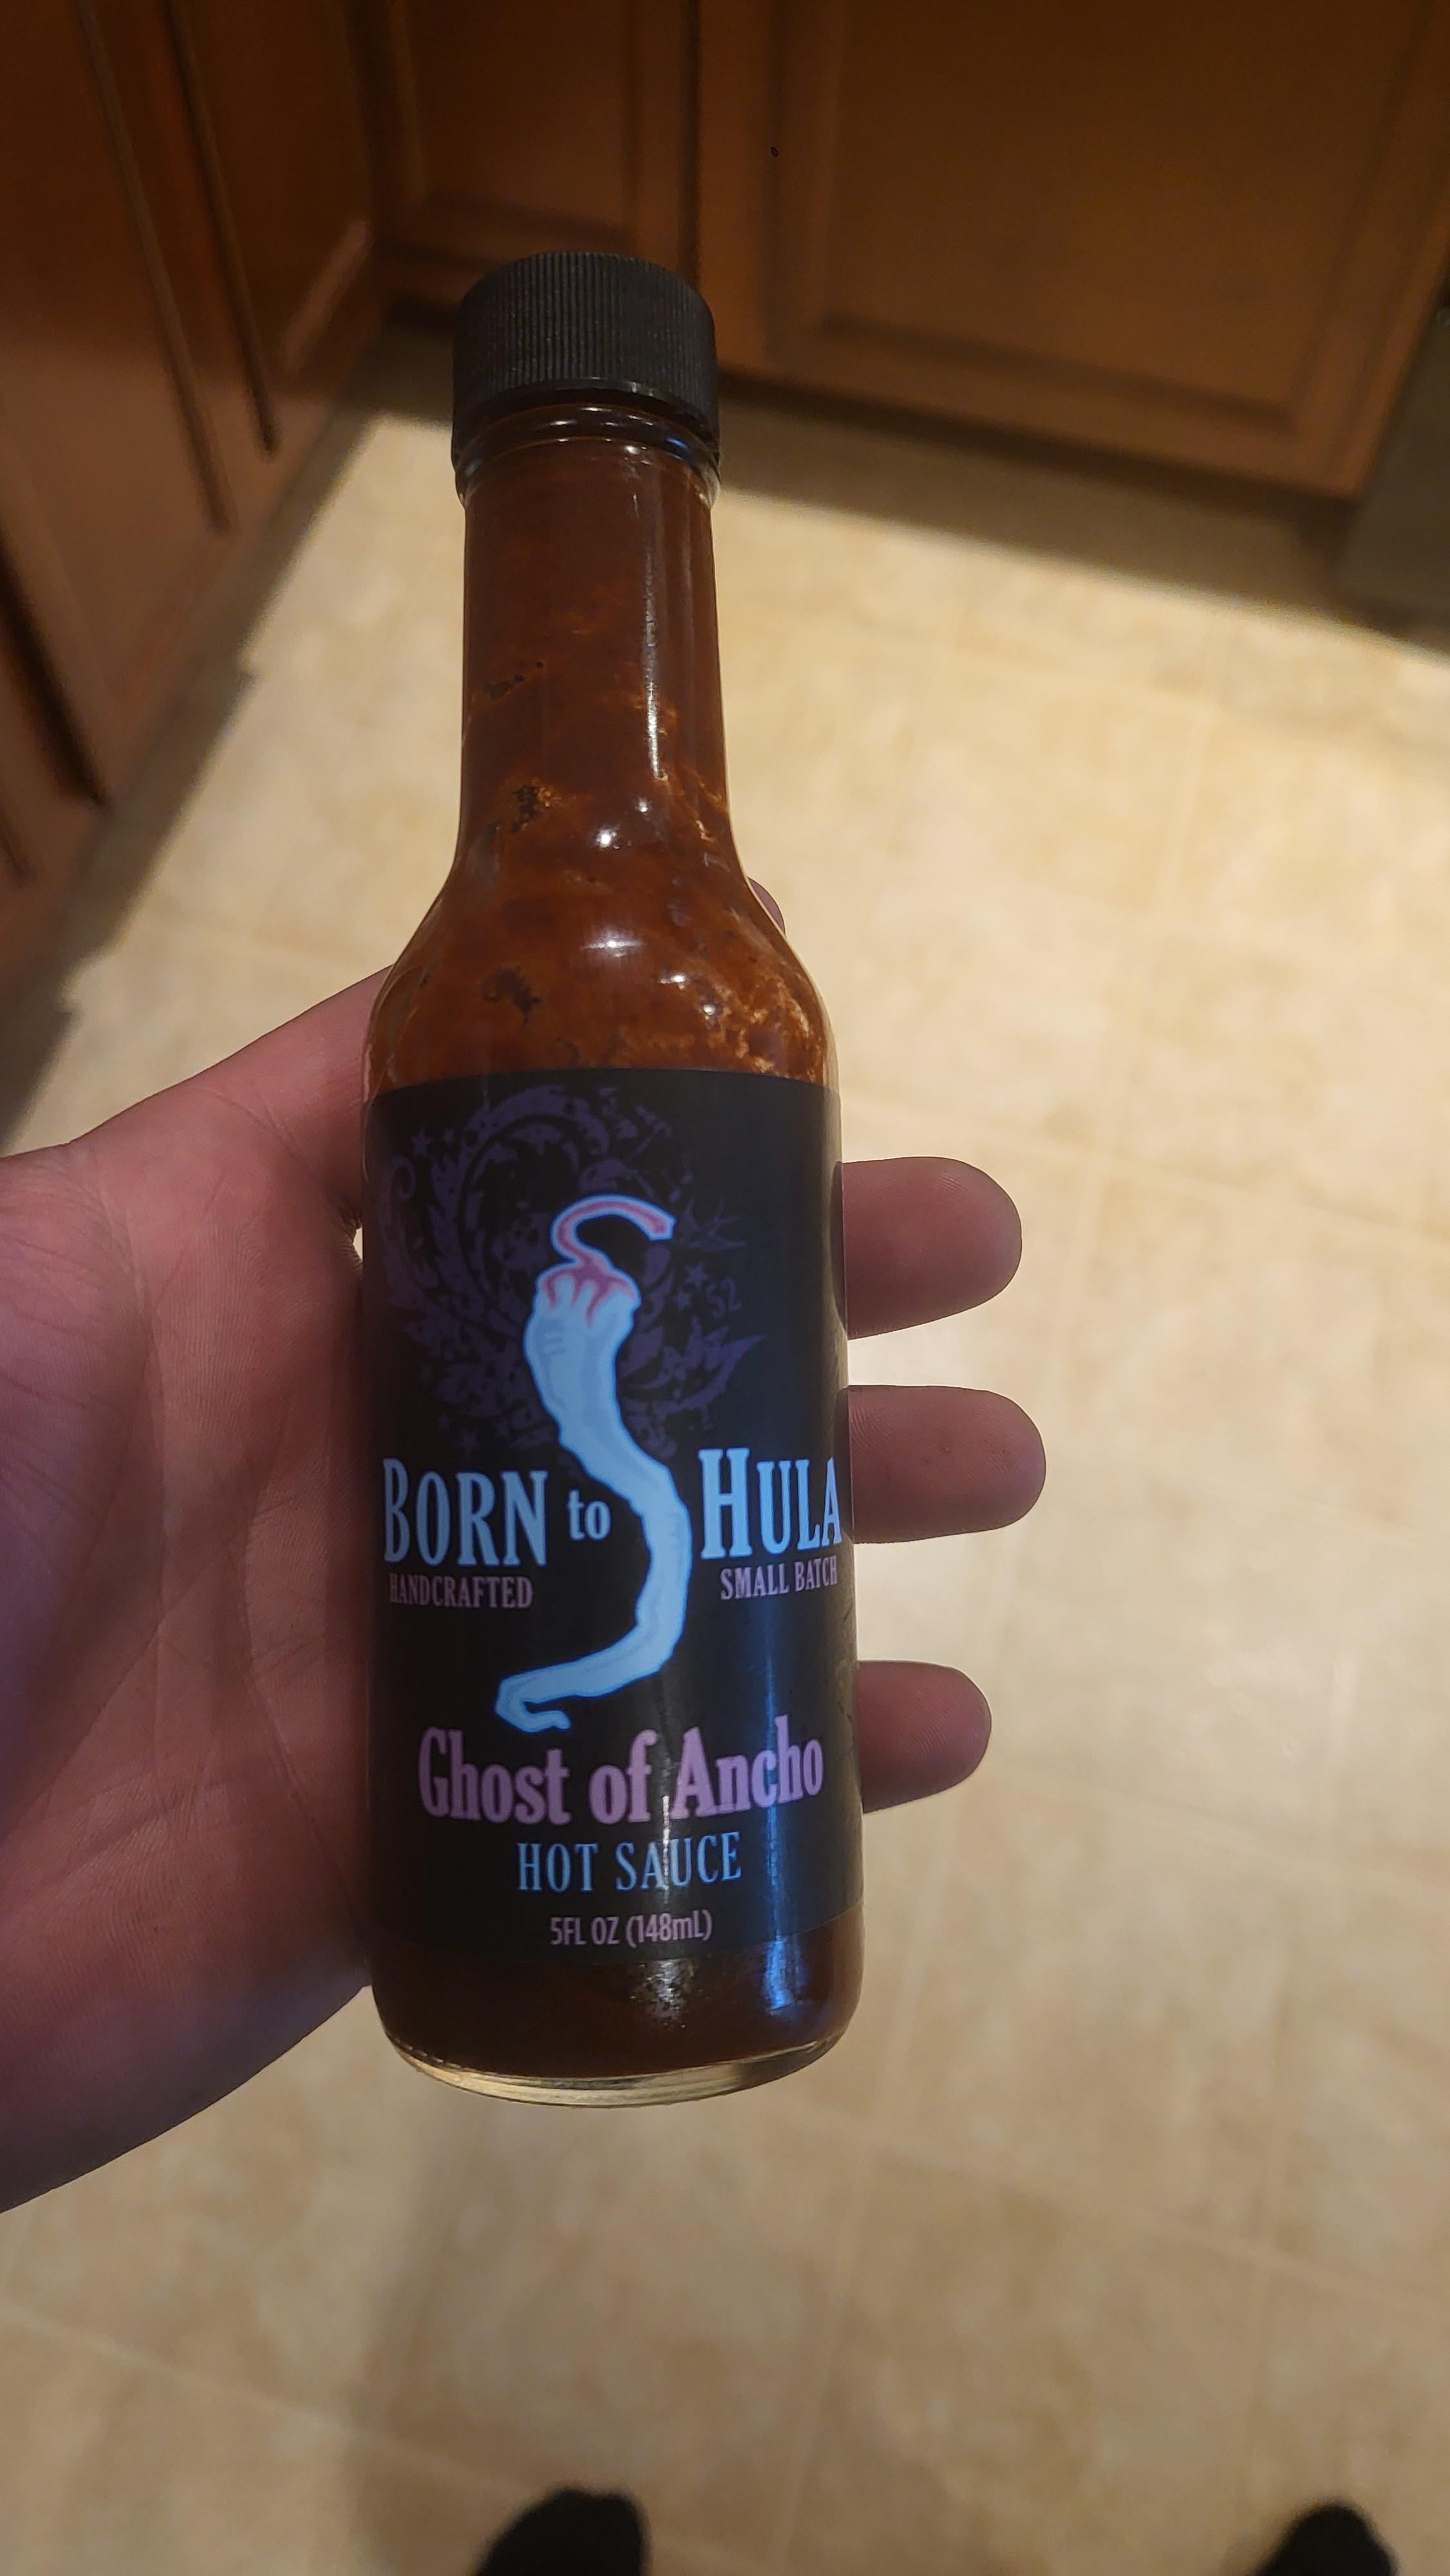 BORN to HULA
HANDCRAFTED SMALL BATCH
Ghost of Ancho
HOT SAUCE
5FL OZ (148mL)